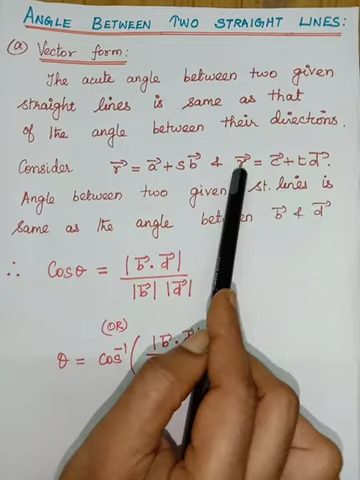 ANGLE BETWEEN TWO STRAIGHT LINES:
(a) Vector form:
The acute angle between two given
straight lines is same as that
of the angle between their directions.
Consider r⃗ = a⃗ + s b⃗ & r⃗ = c⃗ + t d⃗.
Angle between two given st. lines is
same as the angle between b⃗ & d⃗
∴ Cosθ = |b⃗ · d⃗| / |b⃗| |d⃗|
(OR)
θ = cos⁻¹ ( |b⃗ · d⃗|